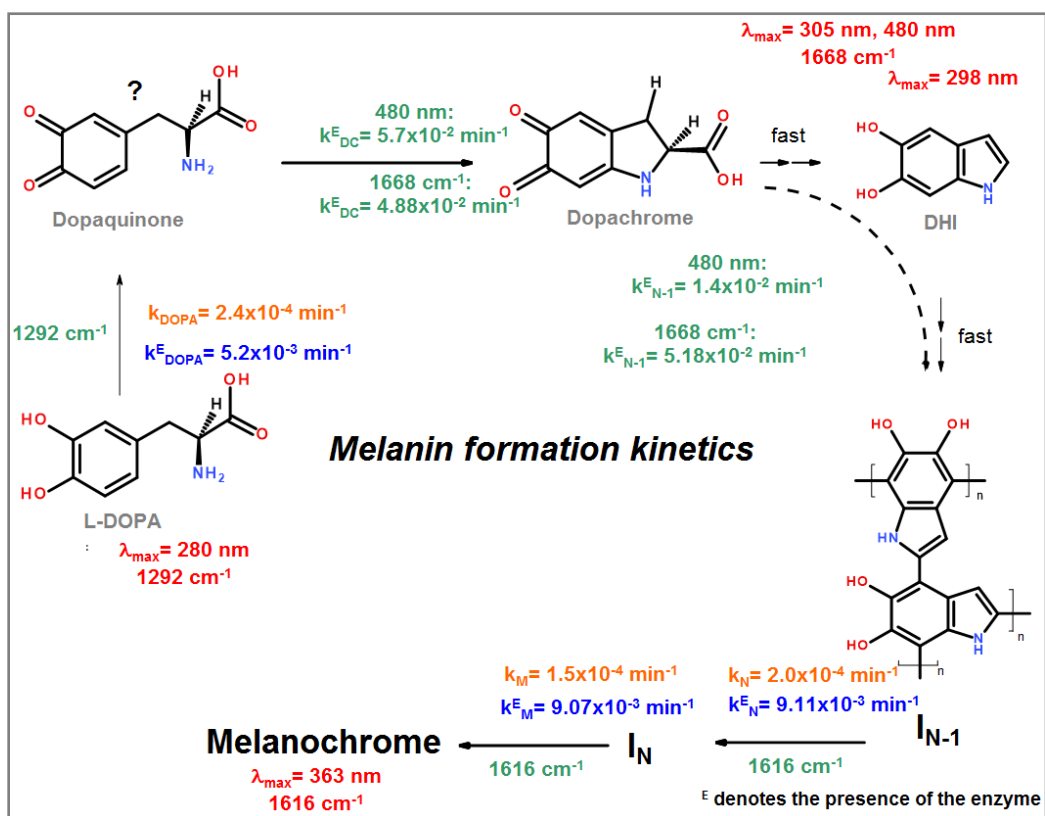 λmax= 305 nm, 480 nm
1668 cm-1
λmax= 298 nm
?
OH
H
O
O
NH2
O
Dopaquinone
480 nm:
kEDC= 5.7x10-2 min-1
1668 cm-1:
kEDC= 4.88x10-2 min-1
H
O
H
O
O
N
H
OH
Dopachrome
fast
HO
HO
N
H
DHI
1292 cm-1
kDOPA= 2.4x10-4 min-1
kEDOPA= 5.2x10-3 min-1
480 nm:
kEN-1= 1.4x10-2 min-1
1668 cm-1:
kEN-1= 5.18x10-2 min-1
fast
OH
HO
H
O
NH2
HO
L-DOPA
:
λmax= 280 nm
1292 cm-1
Melanin formation kinetics
HO
OH
n
HN
HO
n
HO
N
H
n
kM= 1.5x10-4 min-1
kEM= 9.07x10-3 min-1
kN= 2.0x10-4 min-1
kEN= 9.11x10-3 min-1
Melanochrome
IN
IN-1
1616 cm-1
1616 cm-1
λmax= 363 nm
1616 cm-1
E denotes the presence of the enzyme